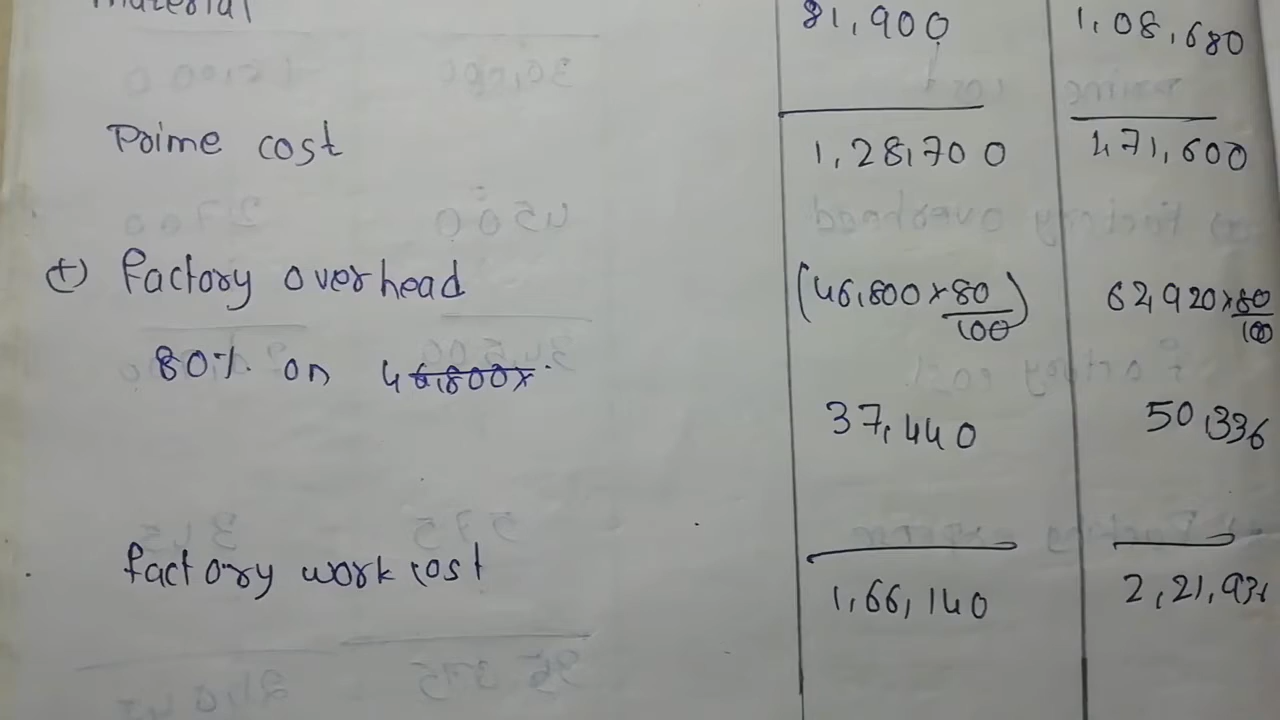 material 81,900 1,08,680
Prime cost 1,28,700 1,71,600
(+) factory overhead (46,800 x 80/100) 62,920 x 80/100
80% on 46,800x
37,440 50,336
factory work cost 1,66,140 2,21,936